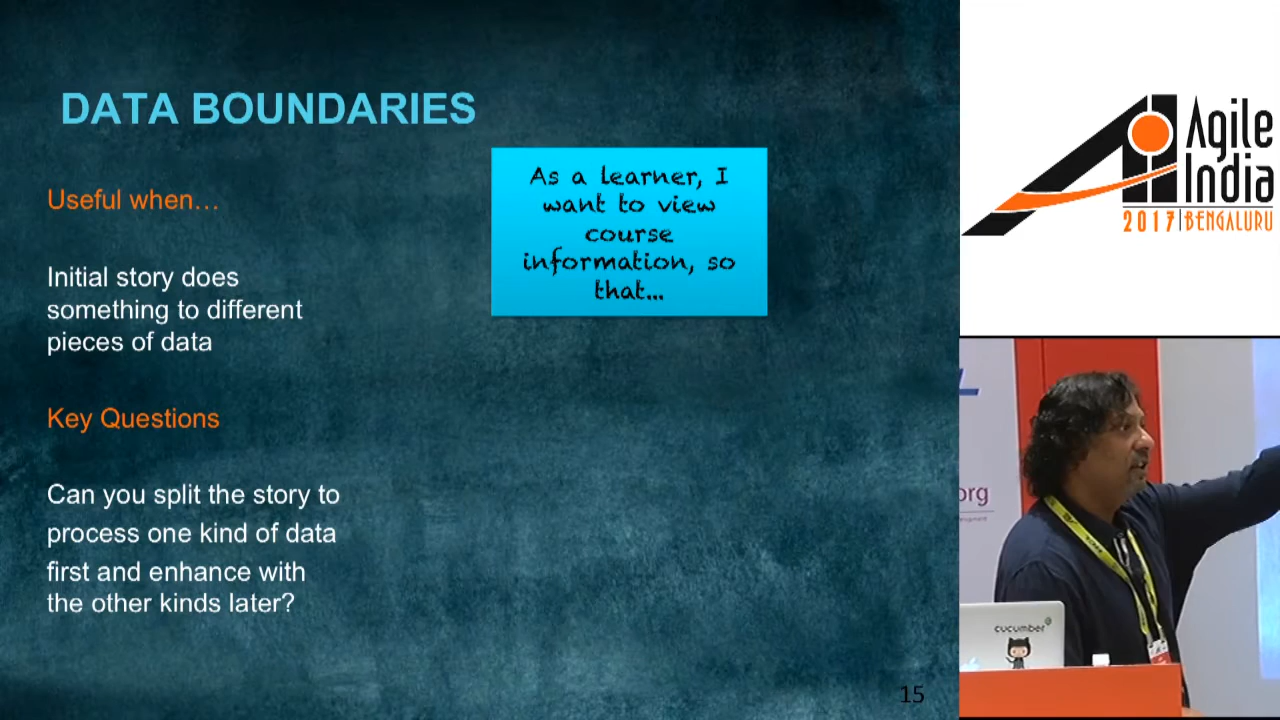 DATA BOUNDARIES
Useful when…
Initial story does
something to different
pieces of data
Key Questions
Can you split the story to
process one kind of data
first and enhance with
the other kinds later?
As a learner, I
want to view
course
information, so
that...
15
Agile
India
2017 | BENGALURU
org
cucumber